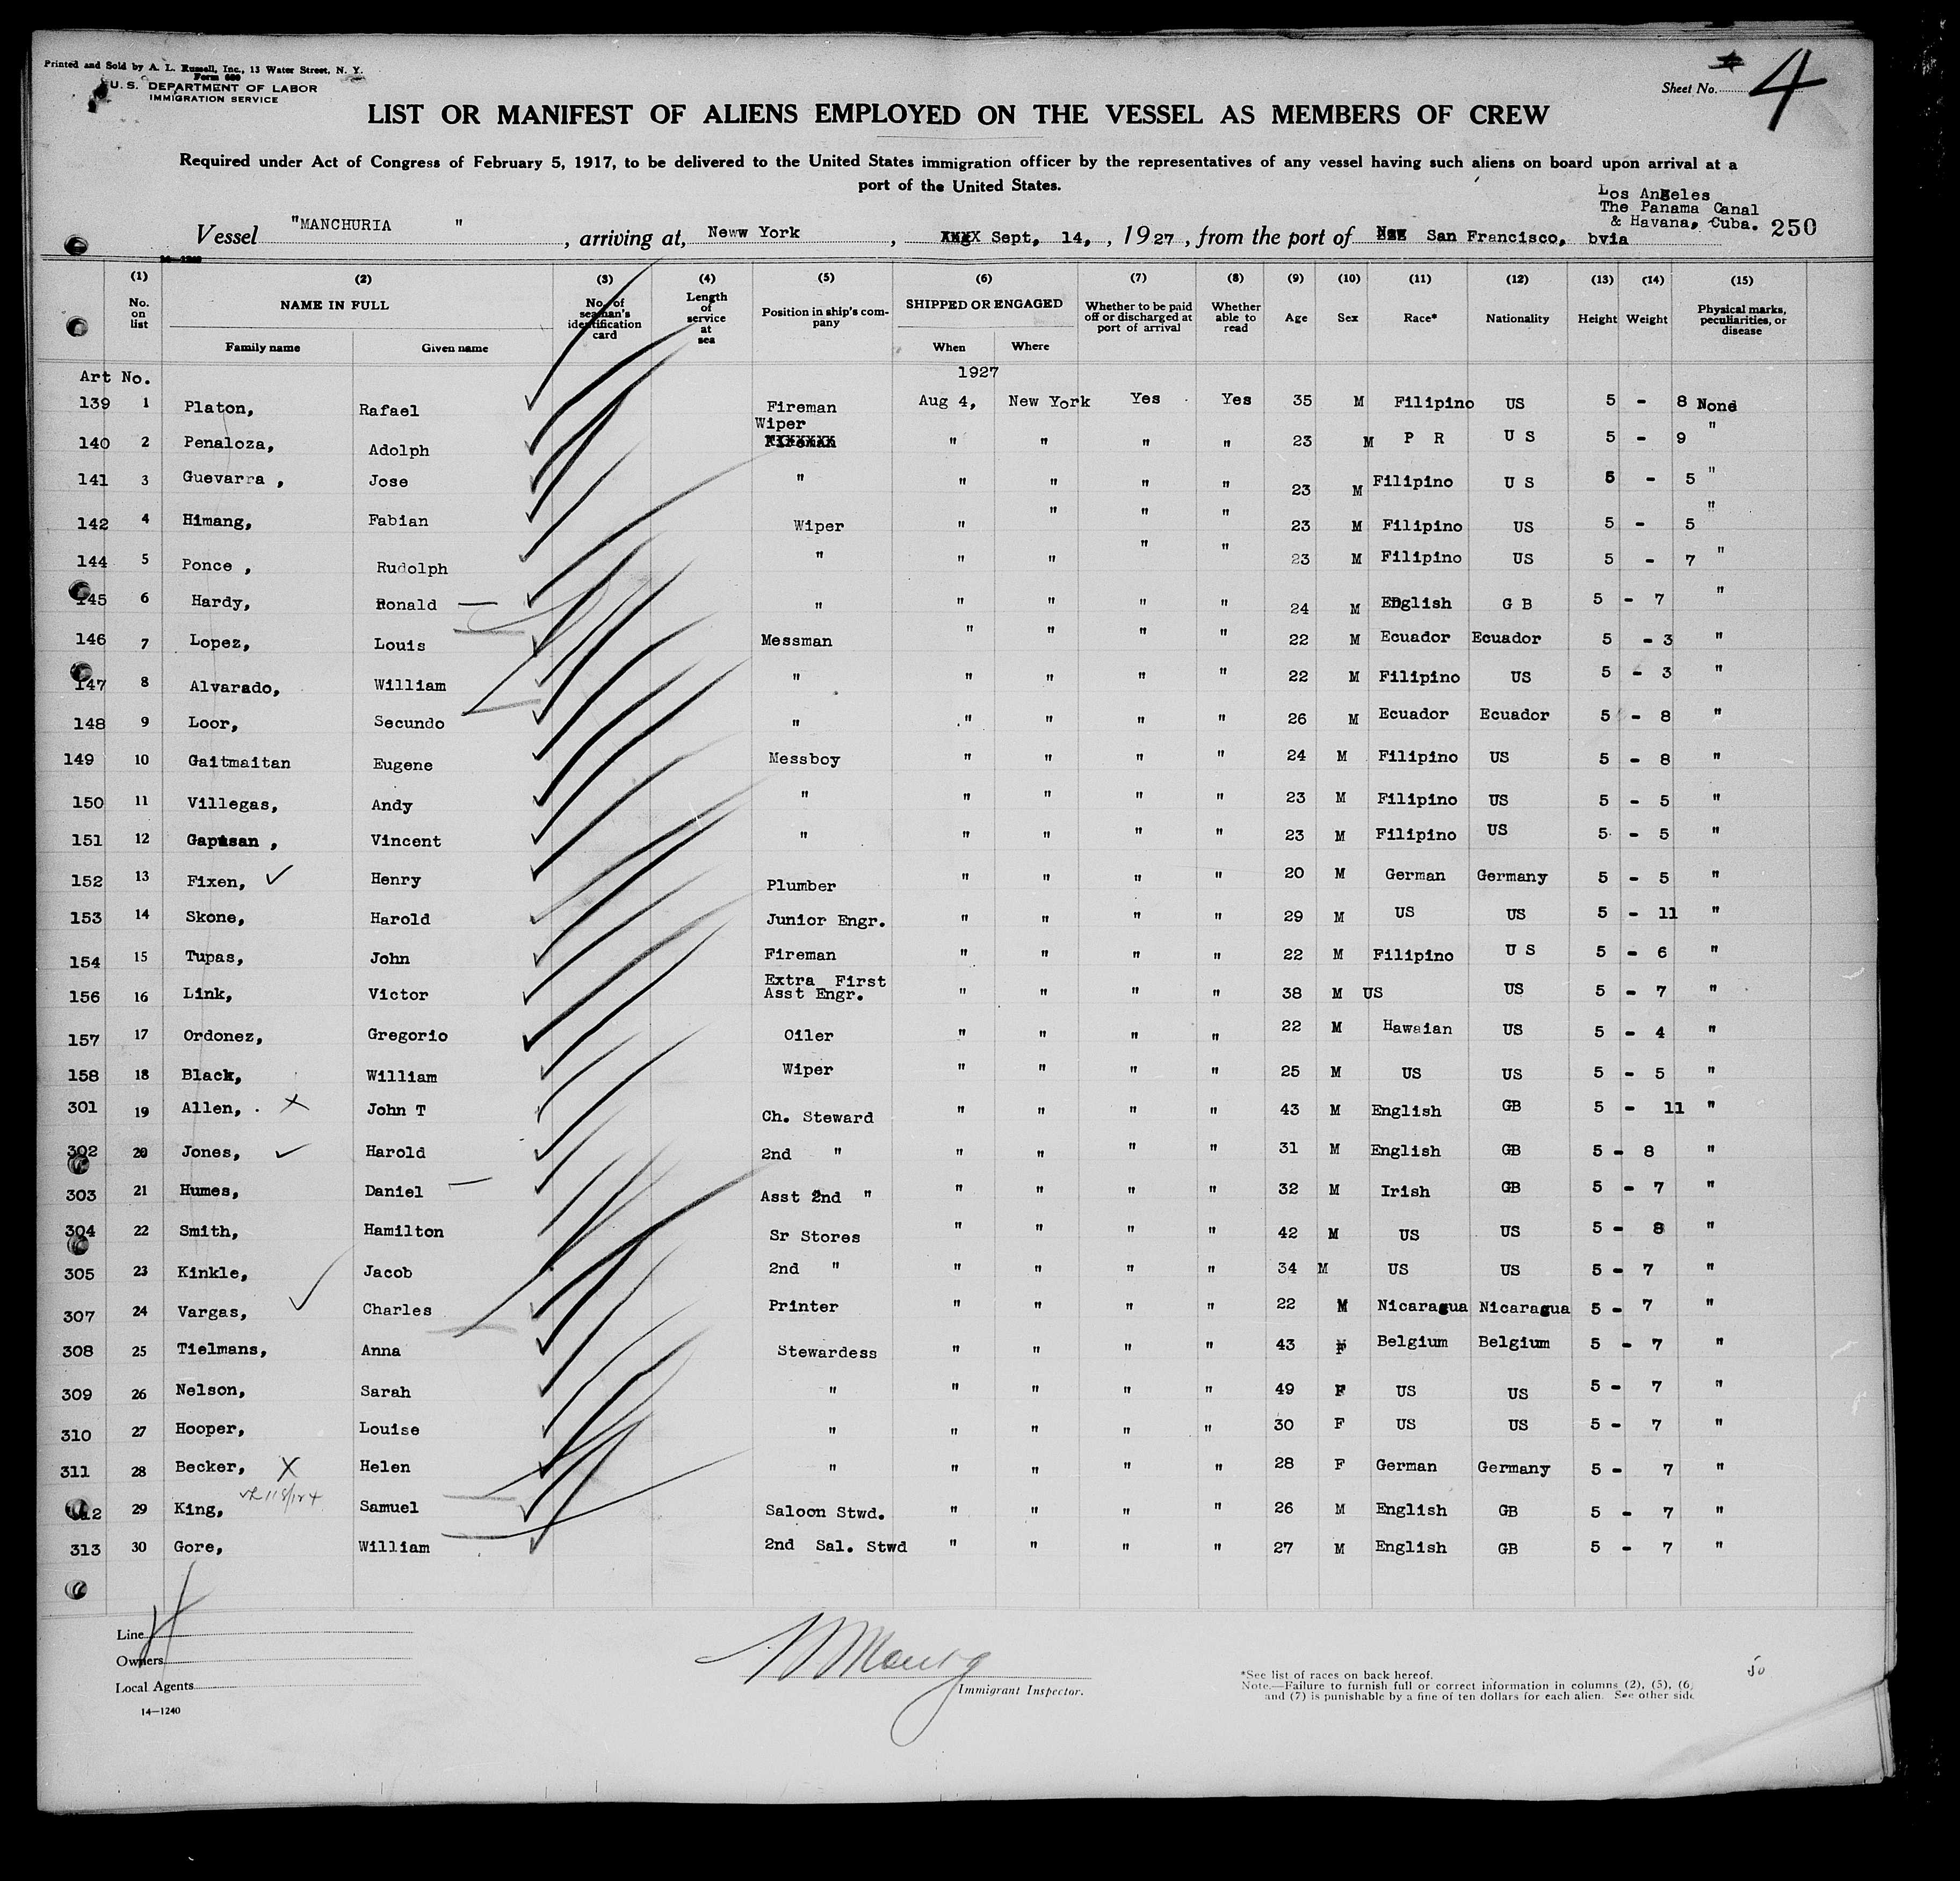 Printed and Sold by A. L. Russell, Inc., 13 Water Street, N. Y.
Form 680
U. S. DEPARTMENT OF LABOR
IMMIGRATION SERVICE
Sheet No. 4
LIST OR MANIFEST OF ALIENS EMPLOYED ON THE VESSEL AS MEMBERS OF CREW
Required under Act of Congress of February 5, 1917, to be delivered to the United States immigration officer by the representatives of any vessel having such aliens on board upon arrival at a
port of the United States.
Los Angeles
The Panama Canal
& Havana, Cuba. 250
Vessel "MANCHURIA ", arriving at, Neww York, Sept, 14, , 1927, from the port of San Francisco, bvia
14-1240
(1) (2) (3) (4) (5) (6) (7) (8) (9) (10) (11) (12) (13) (14) (15)
No. on list NAME IN FULL Family name Given name No. of seaman's identification card Length of service at sea Position in ship's company SHIPPED OR ENGAGED When Where Whether to be paid off or discharged at port of arrival Whether able to read Age Sex Race* Nationality Height Weight Physical marks, peculiarities, or disease
Art No. 1927
139 1 Platon, Rafael Fireman Aug 4, New York Yes Yes 35 M Filipino US 5 - 8 None
140 2 Penaloza, Adolph Wiper " " " " 23 M P R U S 5 - 9 "
141 3 Guevarra , Jose " " " " " 23 M Filipino U S 5 - 5 "
142 4 Himang, Fabian Wiper " " " " 23 M Filipino US 5 - 5 "
144 5 Ponce , Rudolph " " " " " 23 M Filipino US 5 - 7 "
145 6 Hardy, Ronald " " " " " 24 M English G B 5 - 7 "
146 7 Lopez, Louis Messman " " " " 22 M Ecuador Ecuador 5 - 3 "
147 8 Alvarado, William " " " " " 22 M Filipino US 5 - 3 "
148 9 Loor, Secundo " " " " " 26 M Ecuador Ecuador 5 - 8 "
149 10 Gaitmaitan Eugene Messboy " " " " 24 M Filipino US 5 - 8 "
150 11 Villegas, Andy " " " " " 23 M Filipino US 5 - 5 "
151 12 Gapusan , Vincent " " " " " 23 M Filipino US 5 - 5 "
152 13 Fixen, Henry Plumber " " " " 20 M German Germany 5 - 5 "
153 14 Skone, Harold Junior Engr. " " " " 29 M US US 5 - 11 "
154 15 Tupas, John Fireman " " " " 22 M Filipino U S 5 - 6 "
156 16 Link, Victor Extra First Asst Engr. " " " " 38 M US US 5 - 7 "
157 17 Ordonez, Gregorio Oiler " " " " 22 M Hawaian US 5 - 4 "
158 18 Black, William Wiper " " " " 25 M US US 5 - 5 "
301 19 Allen, . X John T Ch. Steward " " " " 43 M English GB 5 - 11 "
302 20 Jones, Harold 2nd " " " " " 31 M English GB 5 - 8 "
303 21 Humes, Daniel Asst 2nd " " " " " 32 M Irish GB 5 - 7 "
304 22 Smith, Hamilton Sr Stores " " " " 42 M US US 5 - 8 "
305 23 Kinkle, Jacob 2nd " " " " " 34 M US US 5 - 7 "
307 24 Vargas, Charles Printer " " " " 22 M Nicaragua Nicaragua 5 - 7 "
308 25 Tielmans, Anna Stewardess " " " " 43 F Belgium Belgium 5 - 7 "
309 26 Nelson, Sarah " " " " " 49 F US US 5 - 7 "
310 27 Hooper, Louise " " " " " 30 F US US 5 - 7 "
311 28 Becker, X Helen " " " " " 28 F German Germany 5 - 7 "
312 29 King, Samuel Saloon Stwd. " " " " 26 M English GB 5 - 7 "
313 30 Gore, William 2nd Sal. Stwd " " " " 27 M English GB 5 - 7 "
Line
Owners
Local Agents
14-1240
Immigrant Inspector.
*See list of races on back hereof.
Note.—Failure to furnish full or correct information in columns (2), (5), (6)
and (7) is punishable by a fine of ten dollars for each alien. See other side